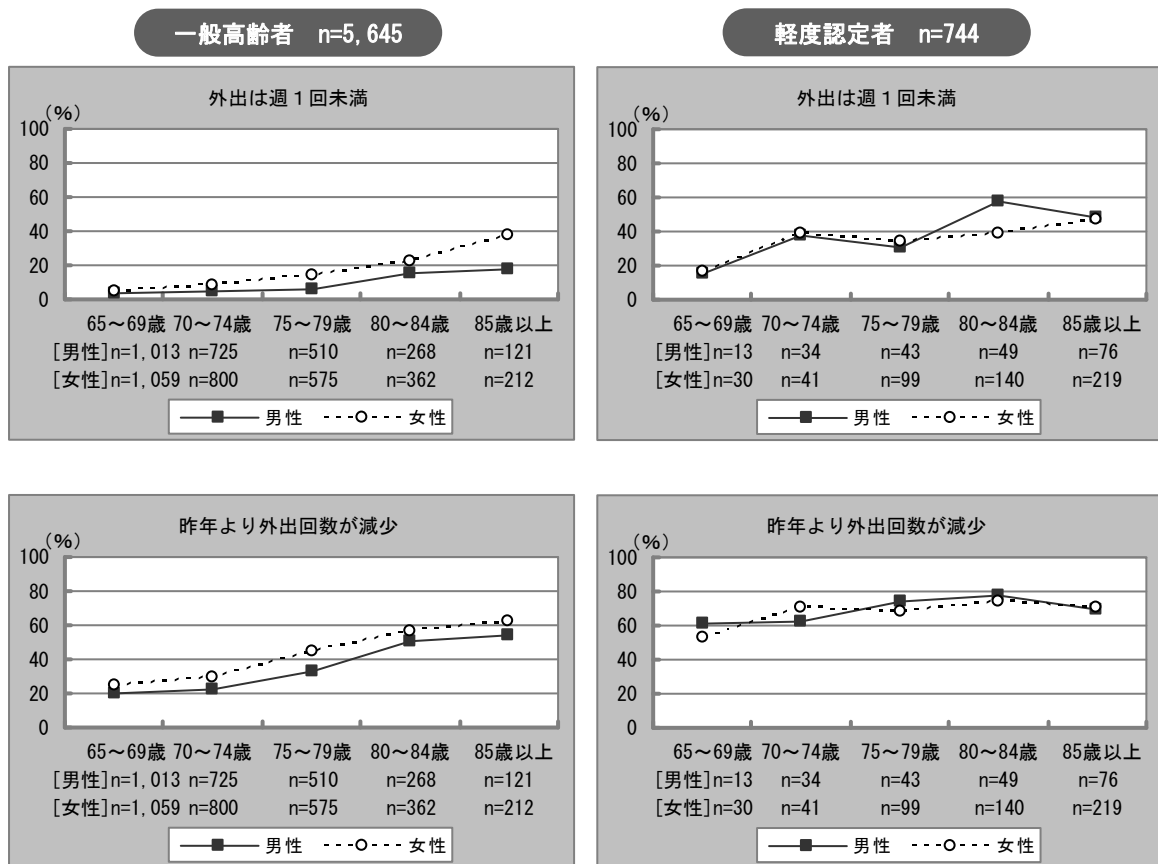 一般高齢者　n=5,645
外出は週１回未満
(%)
100
80
60
40
20
0
65～69歳 70～74歳 75～79歳 80～84歳 85歳以上
[男性]n=1,013 n=725 n=510 n=268 n=121
[女性]n=1,059 n=800 n=575 n=362 n=212
男性 女性
軽度認定者　n=744
外出は週１回未満
(%)
100
80
60
40
20
0
65～69歳 70～74歳 75～79歳 80～84歳 85歳以上
[男性]n=13 n=34 n=43 n=49 n=76
[女性]n=30 n=41 n=99 n=140 n=219
男性 女性
昨年より外出回数が減少
(%)
100
80
60
40
20
0
65～69歳 70～74歳 75～79歳 80～84歳 85歳以上
[男性]n=1,013 n=725 n=510 n=268 n=121
[女性]n=1,059 n=800 n=575 n=362 n=212
男性 女性
昨年より外出回数が減少
(%)
100
80
60
40
20
0
65～69歳 70～74歳 75～79歳 80～84歳 85歳以上
[男性]n=13 n=34 n=43 n=49 n=76
[女性]n=30 n=41 n=99 n=140 n=219
男性 女性